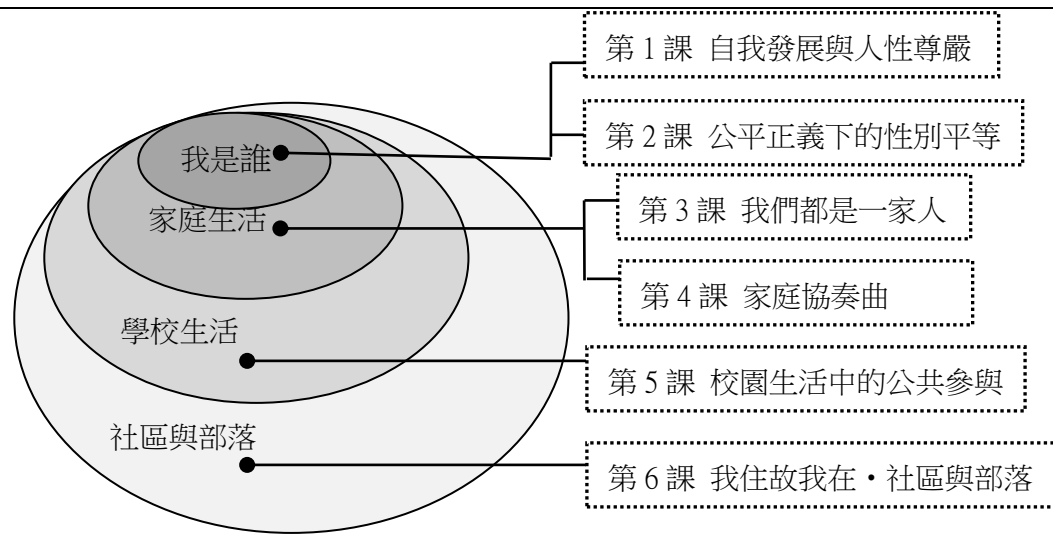 第 1 課 自我發展與人性尊嚴
第 2 課 公平正義下的性別平等
我是誰
第 3 課 我們都是一家人
家庭生活
第 4 課 家庭協奏曲
學校生活
第 5 課 校園生活中的公共參與
社區與部落
第 6 課 我住故我在・社區與部落